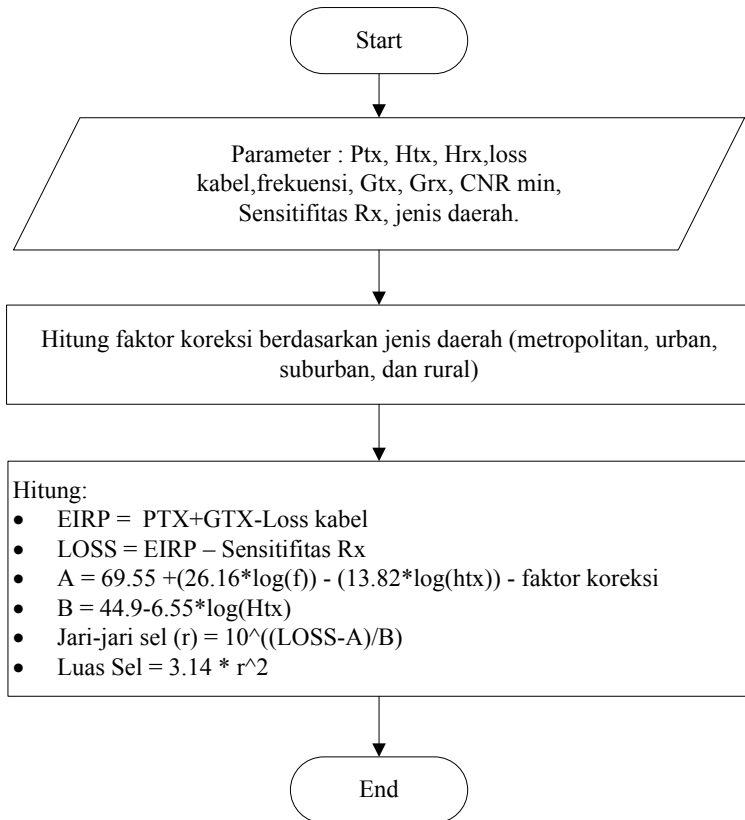 Start
Parameter : Ptx, Htx, Hrx,loss
kabel,frekuensi, Gtx, Grx, CNR min,
Sensitifitas Rx, jenis daerah.
Hitung faktor koreksi berdasarkan jenis daerah (metropolitan, urban,
suburban, dan rural)
Hitung:
• EIRP = PTX+GTX-Loss kabel
• LOSS = EIRP – Sensitifitas Rx
• A = 69.55 +(26.16*log(f)) - (13.82*log(htx)) - faktor koreksi
• B = 44.9-6.55*log(Htx)
• Jari-jari sel (r) = 10^((LOSS-A)/B)
• Luas Sel = 3.14 * r^2
End